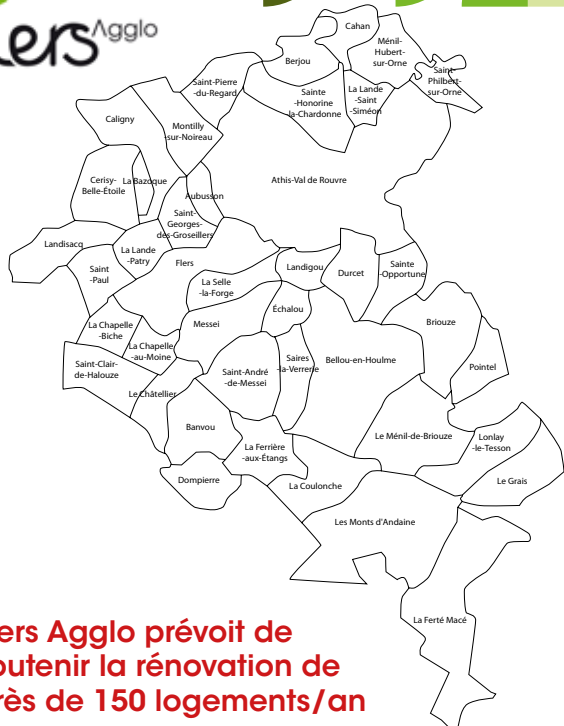 Agglo
Cahan
Ménil-
Hubert-
sur-Orne
Berjou
Saint-
Philbert-
sur-Orne
Saint-Pierre
-du-Regard
Sainte
-Honorine
-la-Chardonne
La Lande
-Saint
-Siméon
Caligny
Montilly
-sur-Noireau
Athis-Val de Rouvre
Cerisy-
Belle-Étoile
La Bazoque
Aubusson
Saint-
Georges-
des-Groseillers
Landisacq
La Lande
-Patry
Flers
Saint
-Paul
La Selle
-la-Forge
Landigou
Durcet
Sainte
-Opportune
Échalou
Briouze
La Chapelle
-Biche
Messei
La Chapelle
-au-Moine
Saint-Clair-
de-Halouze
Saint-André
-de-Messei
Saires
-la-Verrerie
Bellou-en-Houlme
Pointel
Le Châtellier
Banvou
La Ferrière
-aux-Étangs
Le Ménil-de-Briouze
Lonlay
-le-Tesson
Dompierre
La Coulonche
Le Grais
Les Monts d'Andaine
La Ferté Macé
ers Agglo prévoit de
outenir la rénovation de
rès de 150 logements/an